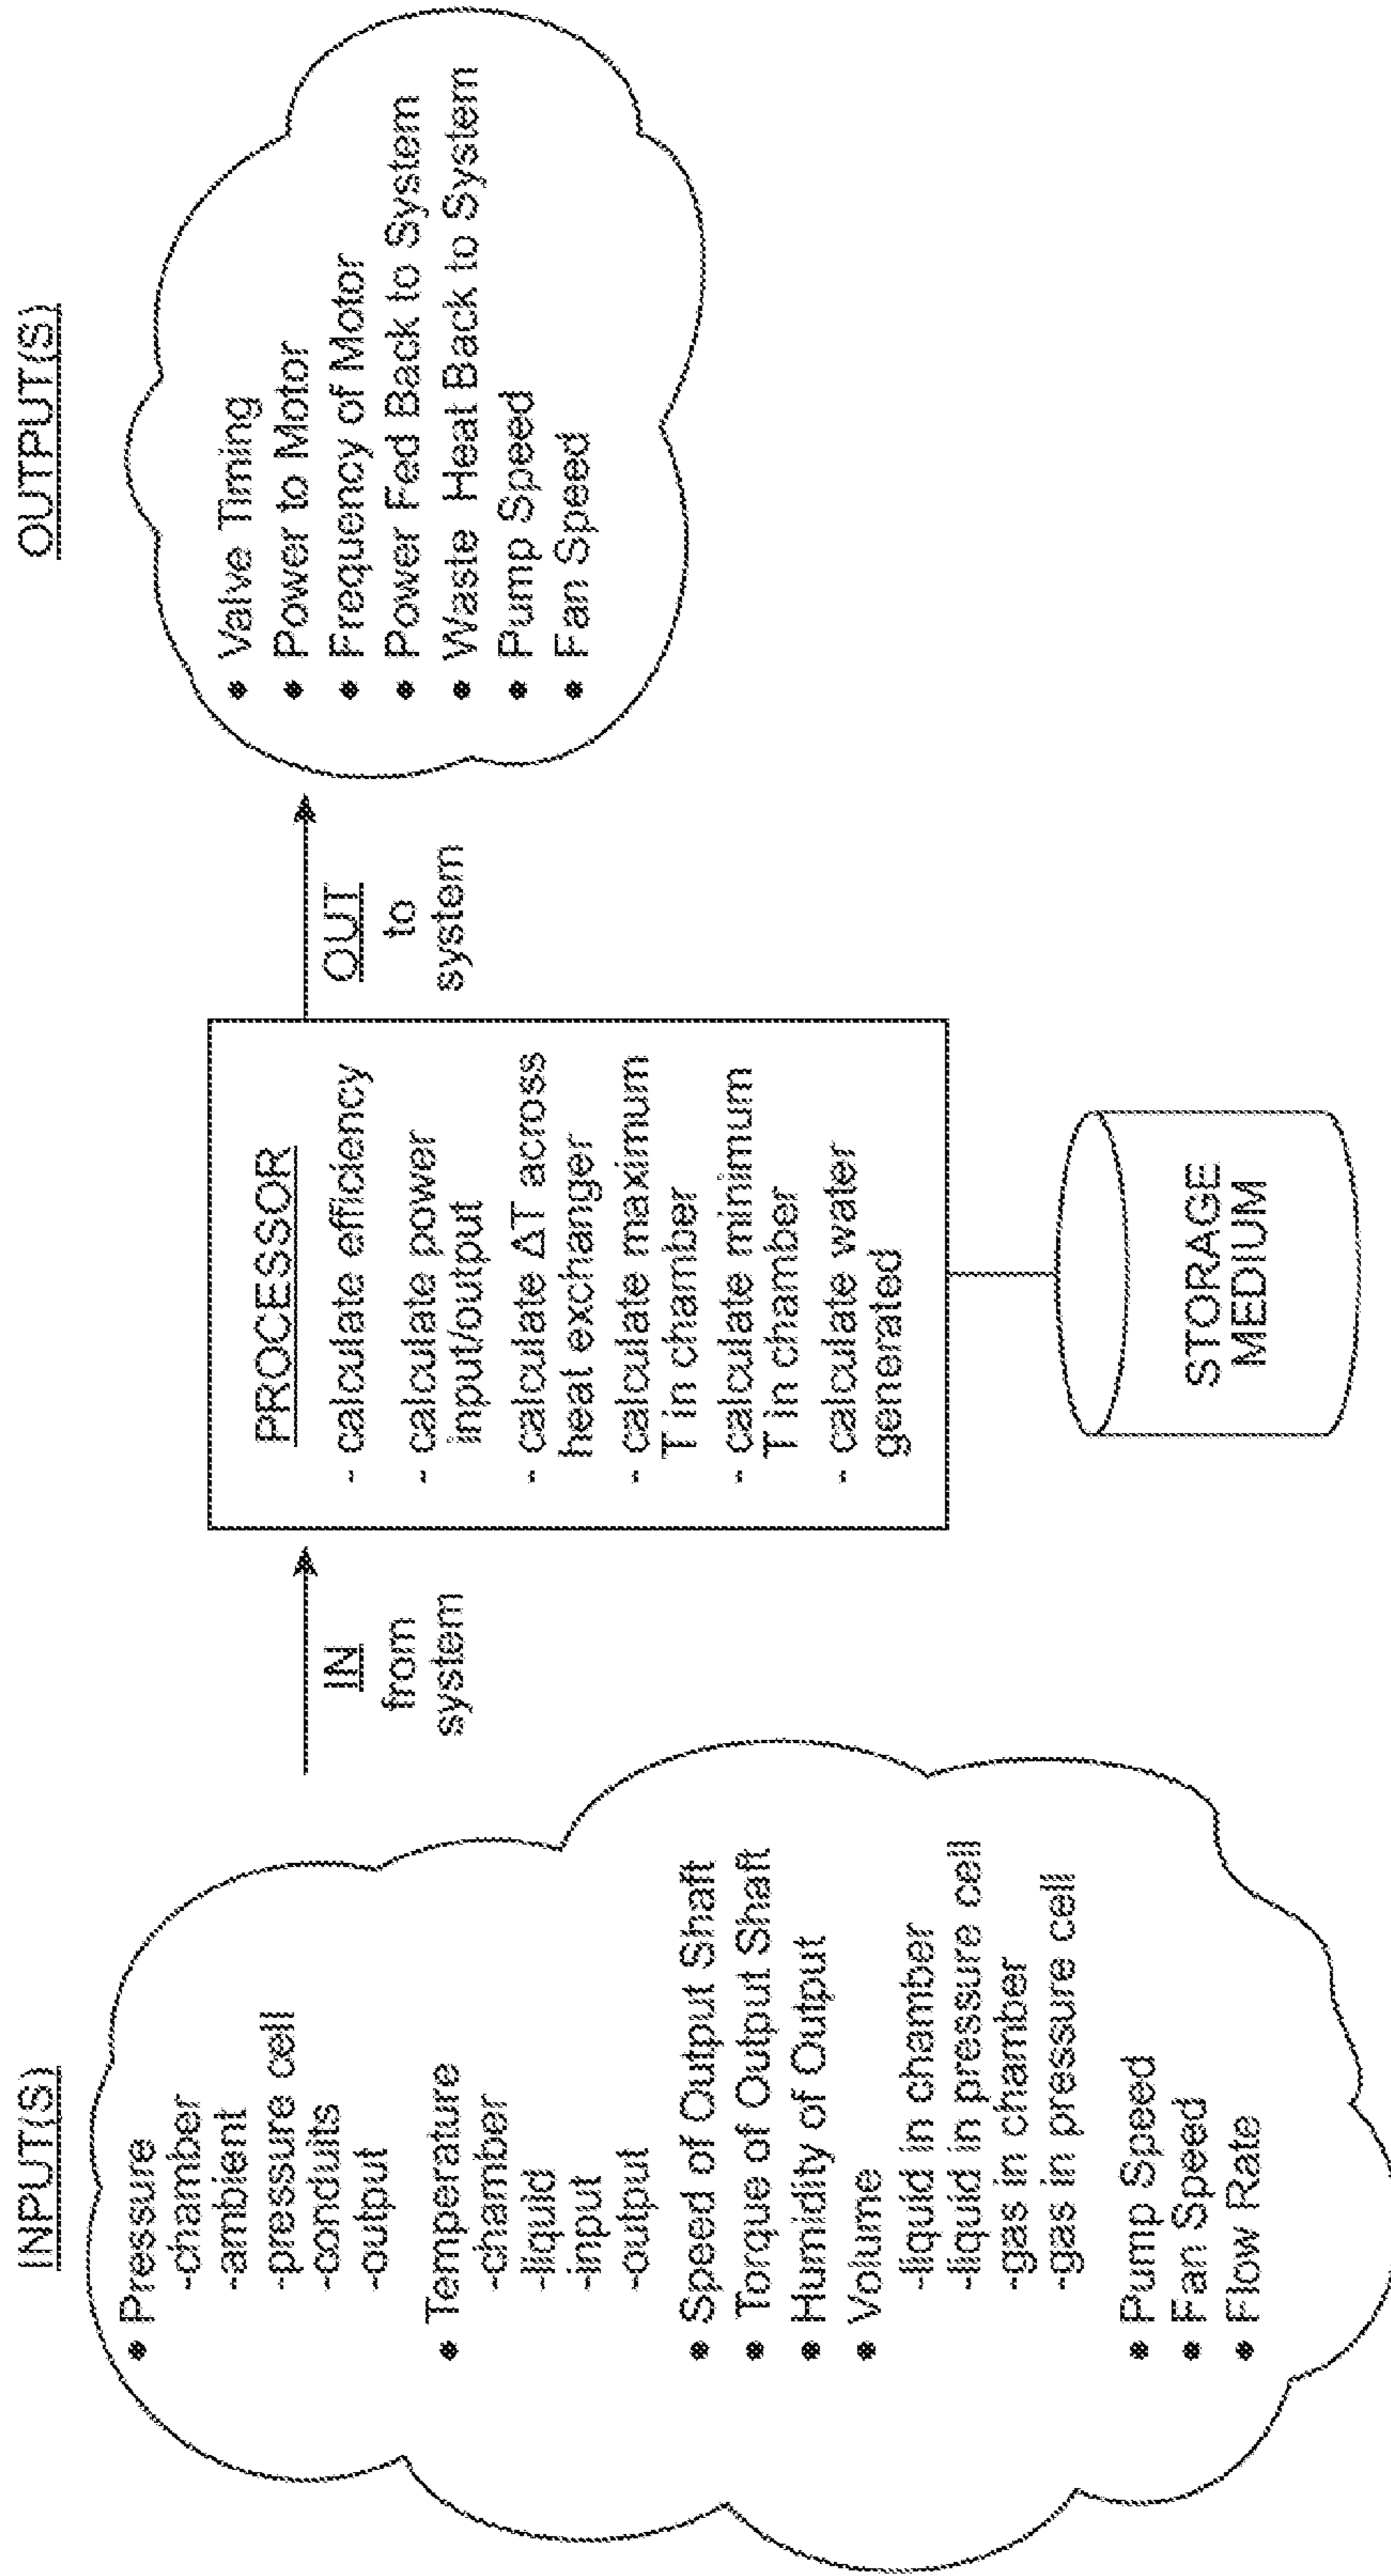 INPUT(S)
• Pressure
-chamber
-ambient
-pressure cell
-conduits
-output
• Temperature
-chamber
-liquid
-input
-output
• Speed of Output Shaft
• Torque of Output Shaft
• Humidity of Output
• Volume
-liquid in chamber
-liquid in pressure cell
-gas in chamber
-gas in pressure cell
• Pump Speed
• Fan Speed
• Flow Rate
IN
from
system
PROCESSOR
- calculate efficiency
- calculate power
input/output
- calculate ΔT across
heat exchanger
- calculate maximum
T in chamber
- calculate minimum
T in chamber
- calculate water
generated
STORAGE
MEDIUM
OUT
to
system
OUTPUT(S)
• Valve Timing
• Power to Motor
• Frequency of Motor
• Power Fed Back to System
• Waste Heat Back to System
• Pump Speed
• Fan Speed